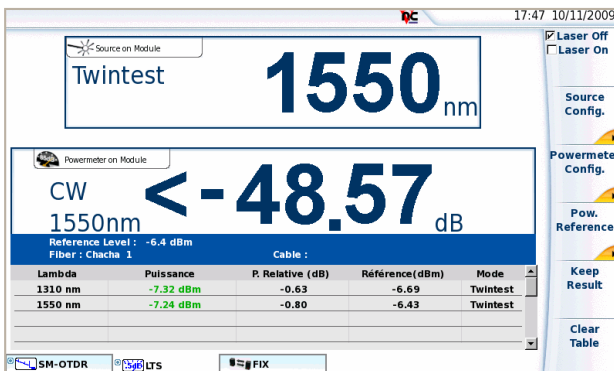 17:47 10/11/2009
Source on Module
Twintest
1550 nm
Laser Off
Laser On
Source
Config.
Powermeter on Module
CW
1550nm
<-48.57 dB
Powermete
Config.
Pow.
Reference
Reference Level : -6.4 dBm
Fiber : Chacha 1 Cable :
Lambda Puissance P. Relative (dB) Référence(dBm) Mode
1310 nm -7.32 dBm -0.63 -6.69 Twintest
1550 nm -7.24 dBm -0.80 -6.43 Twintest
Keep
Result
Clear
Table
SM-OTDR LTS FIX